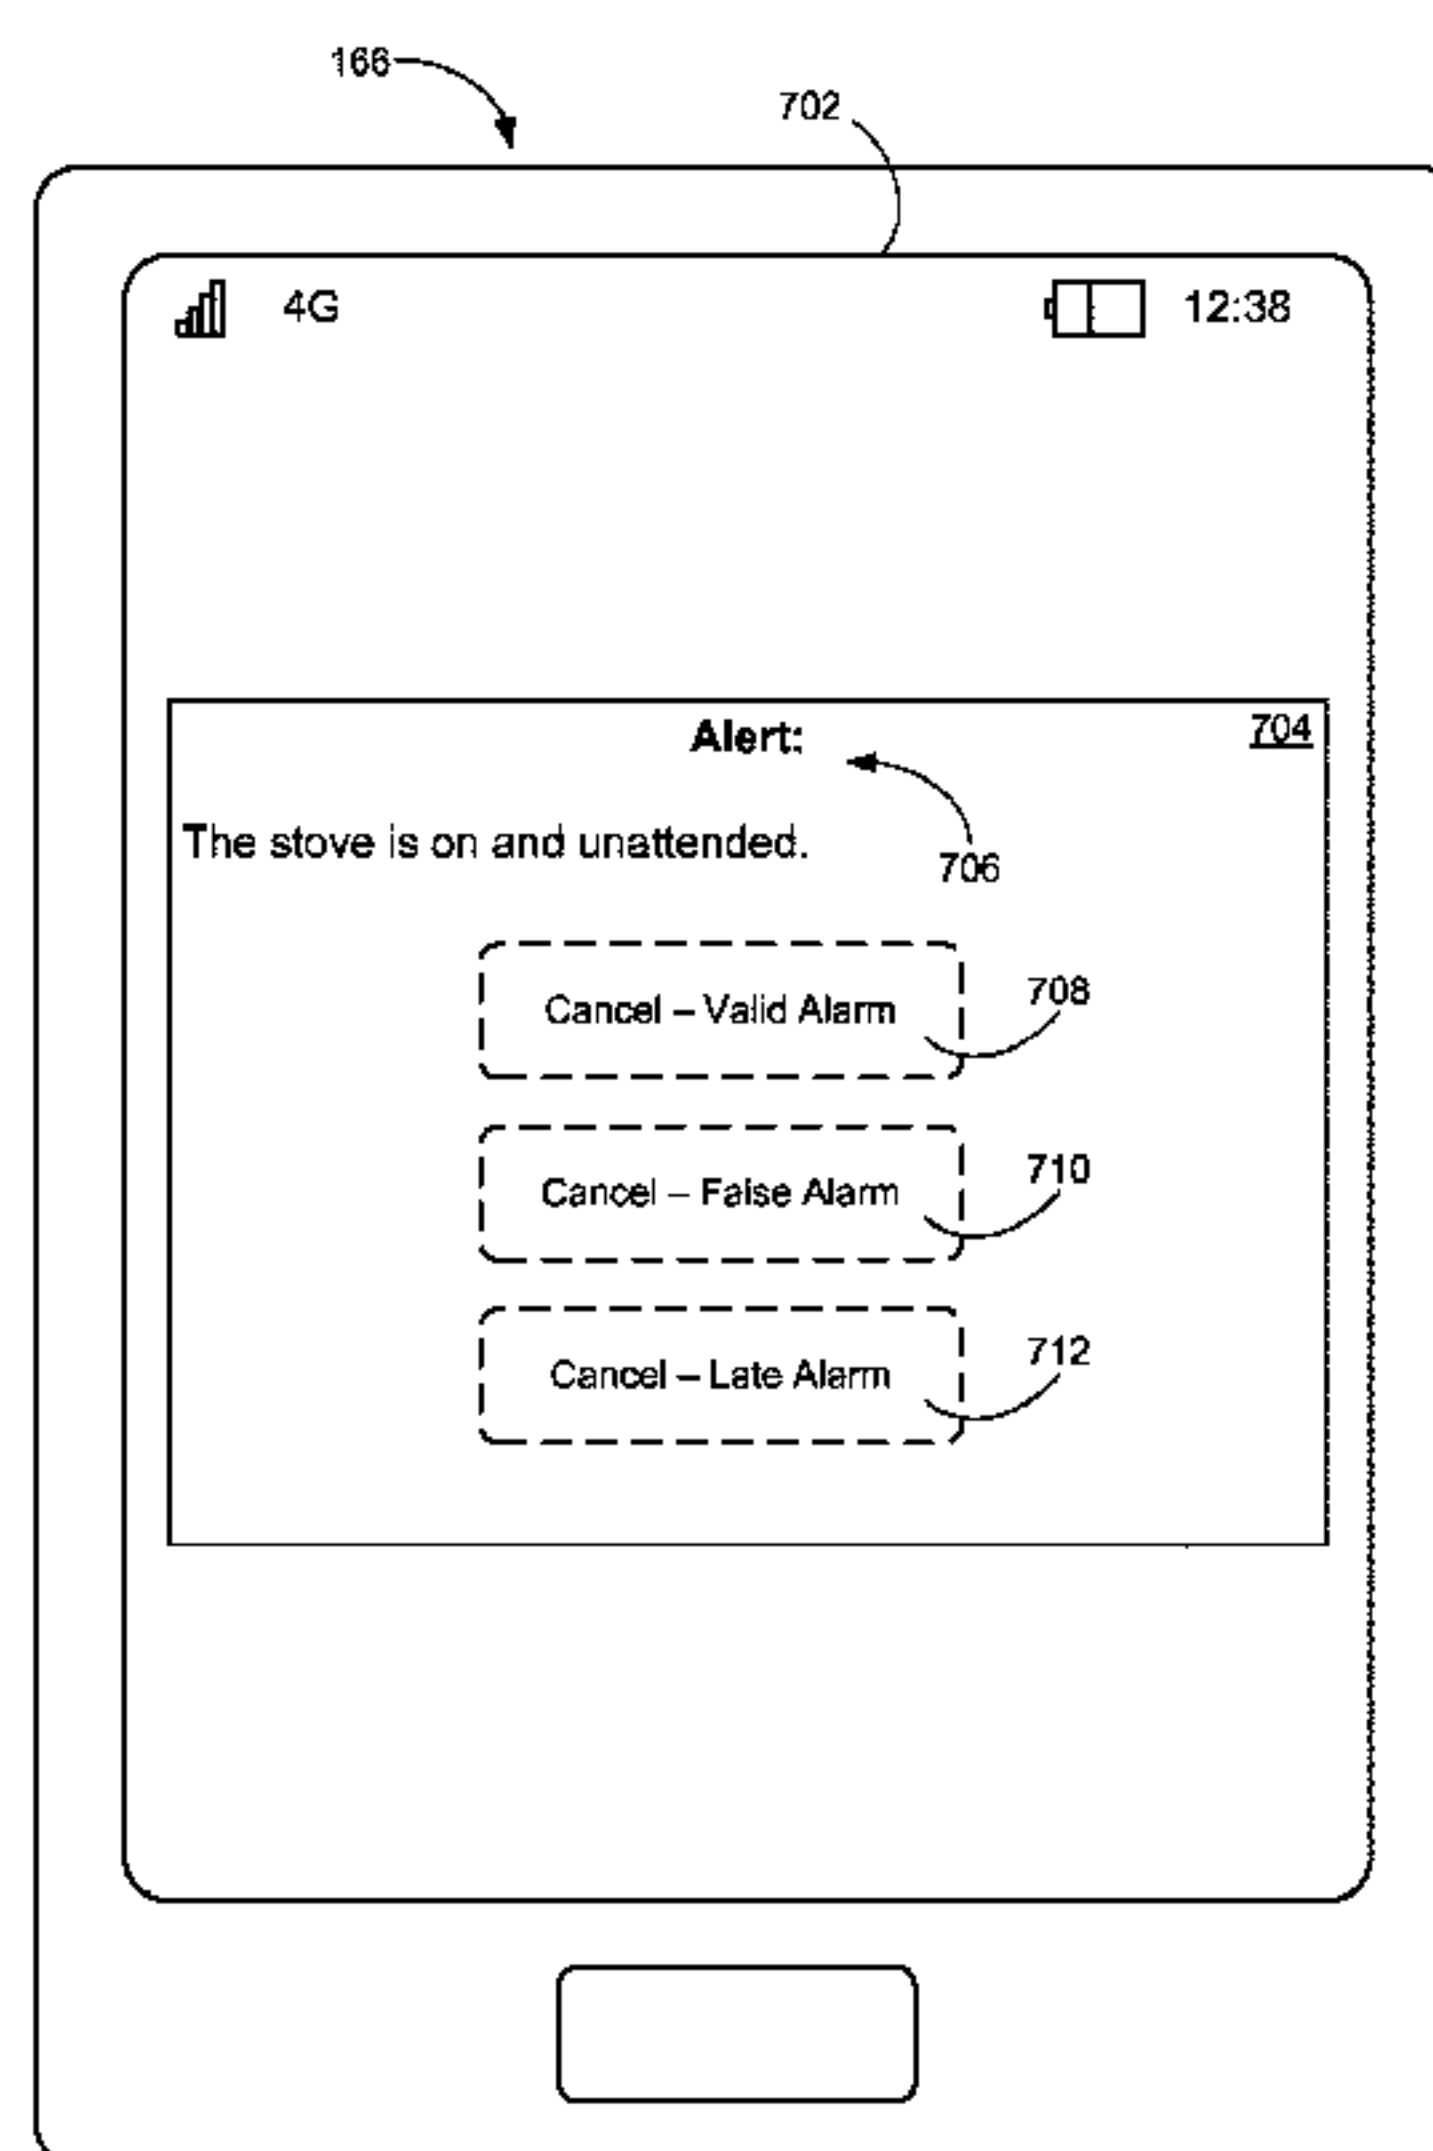 166
702
4G 12:38
Alert: 704
The stove is on and unattended.
706
Cancel – Valid Alarm 708
Cancel – False Alarm 710
Cancel – Late Alarm 712